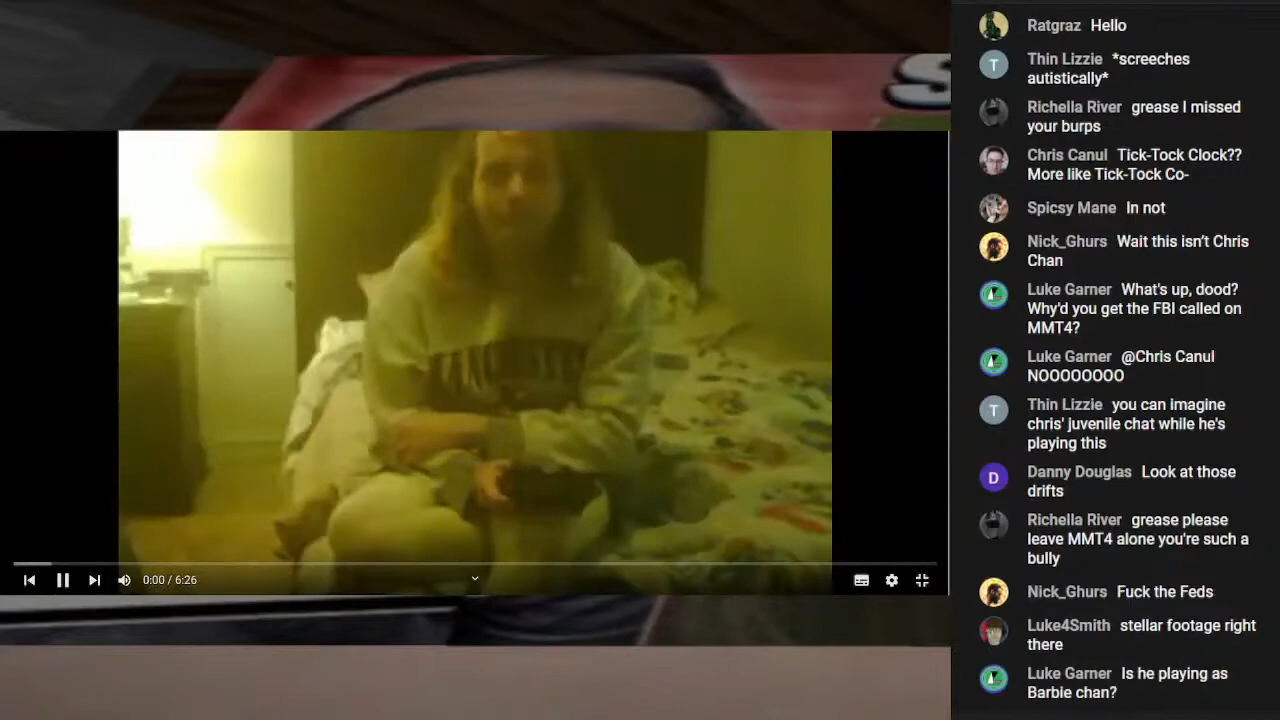 S
0:00 / 6:26
Ratgraz Hello
T
Thin Lizzie *screeches
autistically*
Richella River grease I missed
your burps
Chris Canul Tick-Tock Clock??
More like Tick-Tock Co-
Spicsy Mane In not
Nick_Ghurs Wait this isn't Chris
Chan
Luke Garner What's up, dood?
Why'd you get the FBI called on
MMT4?
Luke Garner @Chris Canul
NOOOOOOOO
T
Thin Lizzie you can imagine
chris' juvenile chat while he's
playing this
D
Danny Douglas Look at those
drifts
Richella River grease please
leave MMT4 alone you're such a
bully
Nick_Ghurs Fuck the Feds
Luke4Smith stellar footage right
there
Luke Garner Is he playing as
Barbie chan?